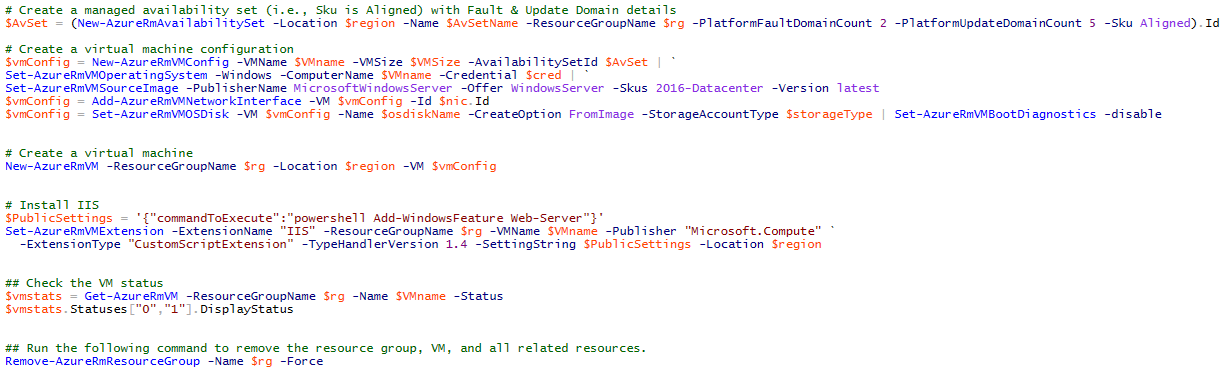 # Create a managed availability set (i.e., Sku is Aligned) with Fault & Update Domain details
$AvSet = (New-AzureRmAvailabilitySet -Location $region -Name $AvSetName -ResourceGroupName $rg -PlatformFaultDomainCount 2 -PlatformUpdateDomainCount 5 -Sku Aligned).Id
# Create a virtual machine configuration
$vmConfig = New-AzureRmVMConfig -VMName $VMname -VMSize $VMSize -AvailabilitySetId $AvSet | `
Set-AzureRmVMOperatingSystem -Windows -ComputerName $VMname -Credential $cred | `
Set-AzureRmVMSourceImage -PublisherName MicrosoftWindowsServer -Offer WindowsServer -Skus 2016-Datacenter -Version latest
$vmConfig = Add-AzureRmVMNetworkInterface -VM $vmConfig -Id $nic.Id
$vmConfig = Set-AzureRmVMOSDisk -VM $vmConfig -Name $osdiskName -CreateOption FromImage -StorageAccountType $storageType | Set-AzureRmVMBootDiagnostics -disable
# Create a virtual machine
New-AzureRmVM -ResourceGroupName $rg -Location $region -VM $vmConfig
# Install IIS
$PublicSettings = '{"commandToExecute":"powershell Add-WindowsFeature Web-Server"}'
Set-AzureRmVMExtension -ExtensionName "IIS" -ResourceGroupName $rg -VMName $VMname -Publisher "Microsoft.Compute" `
-ExtensionType "CustomScriptExtension" -TypeHandlerVersion 1.4 -SettingString $PublicSettings -Location $region
## Check the VM status
$vmstats = Get-AzureRmVM -ResourceGroupName $rg -Name $VMname -Status
$vmstats.Statuses["0","1"].DisplayStatus
## Run the following command to remove the resource group, VM, and all related resources.
Remove-AzureRmResourceGroup -Name $rg -Force